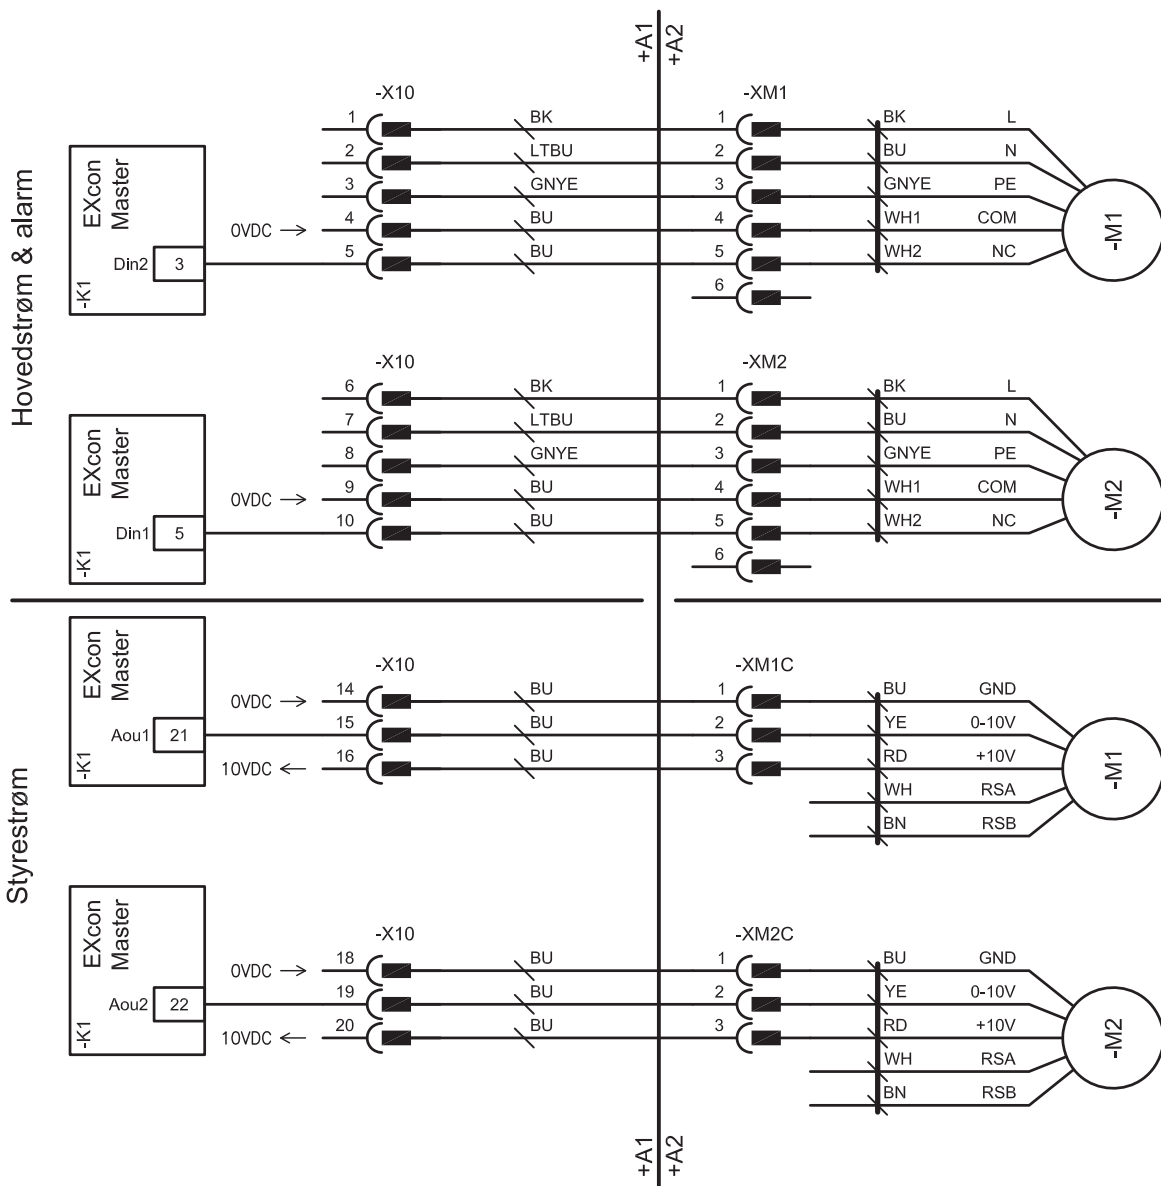 +A1
+A2
Hovedstrøm & alarm
-X10
-XM1
EXcon
Master
-K1
Din2
3
0VDC →
1
2
3
4
5
BK
LTBU
GNYE
BU
BU
1
2
3
4
5
6
BK L
BU N
GNYE PE
WH1 COM
WH2 NC
-M1
-X10
-XM2
EXcon
Master
-K1
Din1
5
0VDC →
6
7
8
9
10
BK
LTBU
GNYE
BU
BU
1
2
3
4
5
6
BK L
BU N
GNYE PE
WH1 COM
WH2 NC
-M2
Styrestrøm
-X10
-XM1C
EXcon
Master
-K1
Aou1
21
0VDC →
10VDC ←
14
15
16
BU
BU
BU
1
2
3
BU GND
YE 0-10V
RD +10V
WH RSA
BN RSB
-M1
-X10
-XM2C
EXcon
Master
-K1
Aou2
22
0VDC →
10VDC ←
18
19
20
BU
BU
BU
1
2
3
BU GND
YE 0-10V
RD +10V
WH RSA
BN RSB
-M2
+A1
+A2